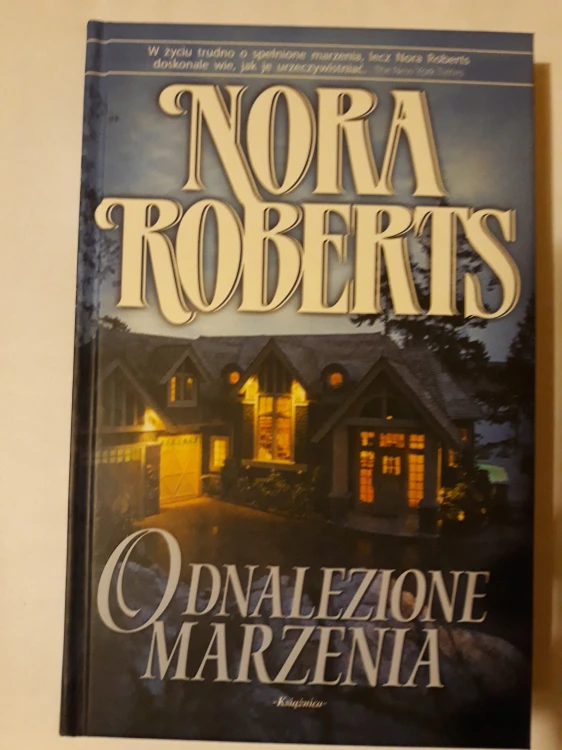 W życiu trudno o spełnione marzenia, lecz Nora Roberts
doskonale wie, jak je urzeczywistniać. The New York Times
NORA
ROBERTS
ODNALEZIONE
MARZENIA
-Książnica-